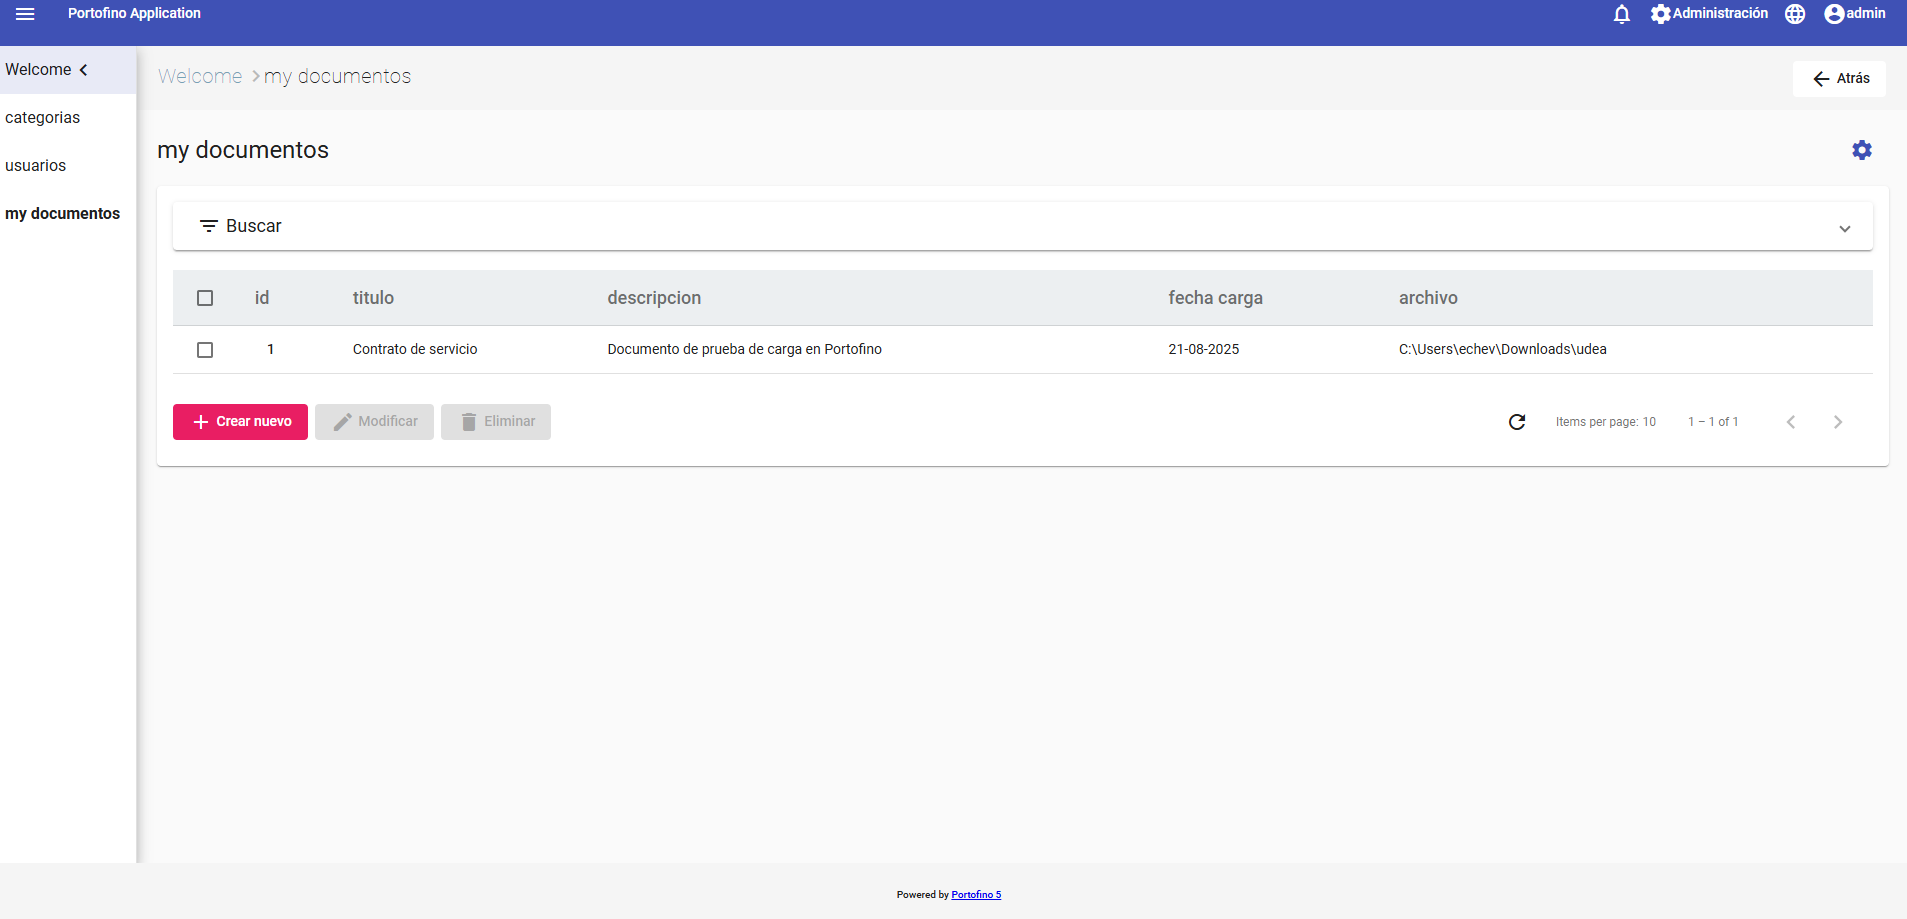 Portofino Application
Administración
admin
Welcome
categorias
usuarios
my documentos
Welcome my documentos
Atrás
my documentos
Buscar
id titulo descripcion fecha carga archivo
1 Contrato de servicio Documento de prueba de carga en Portofino 21-08-2025 C:\Users\echev\Downloads\udea
Crear nuevo Modificar Eliminar Items per page: 10 1 – 1 of 1
Powered by Portofino 5